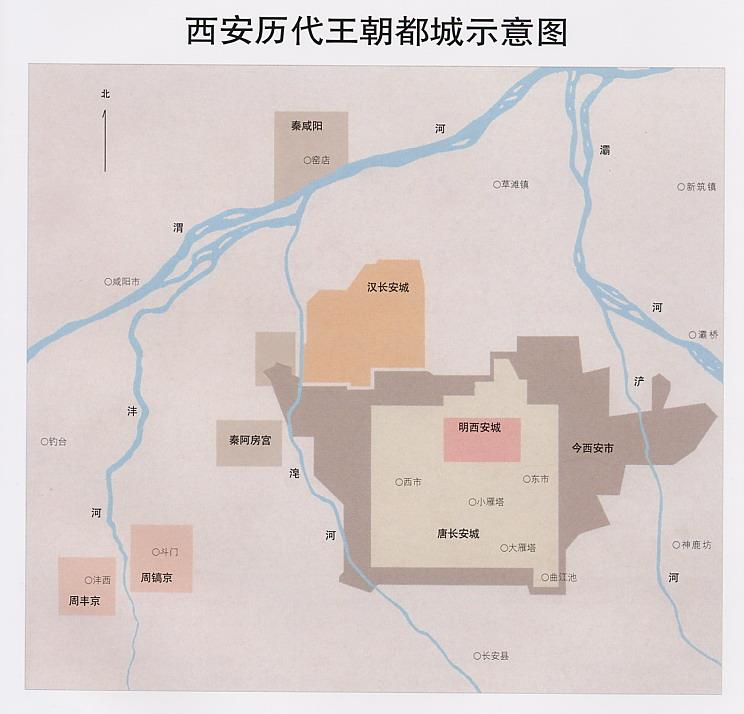 西安历代王朝都城示意图
北
秦咸阳
窑店
河
灞
草滩镇
新筑镇
渭
咸阳市
汉长安城
河
灞桥
浐
沣
秦阿房宫
明西安城
今西安市
钓台
滻
西市
东市
小雁塔
河
河
唐长安城
大雁塔
神鹿坊
斗门
沣西
周镐京
曲江池
河
周丰京
长安县